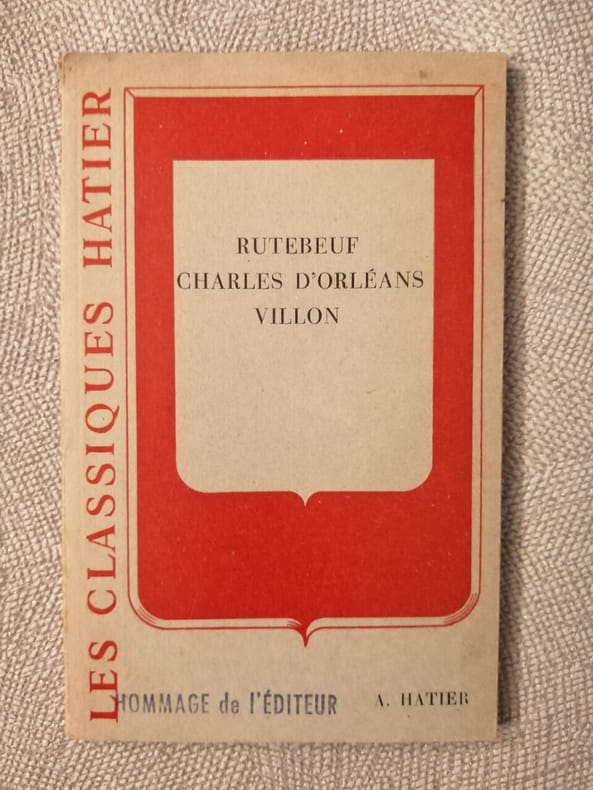 LES CLASSIQUES HATIER
RUTEBEUF
CHARLES D'ORLÉANS
VILLON
HOMMAGE de l'ÉDITEUR
A. HATIER